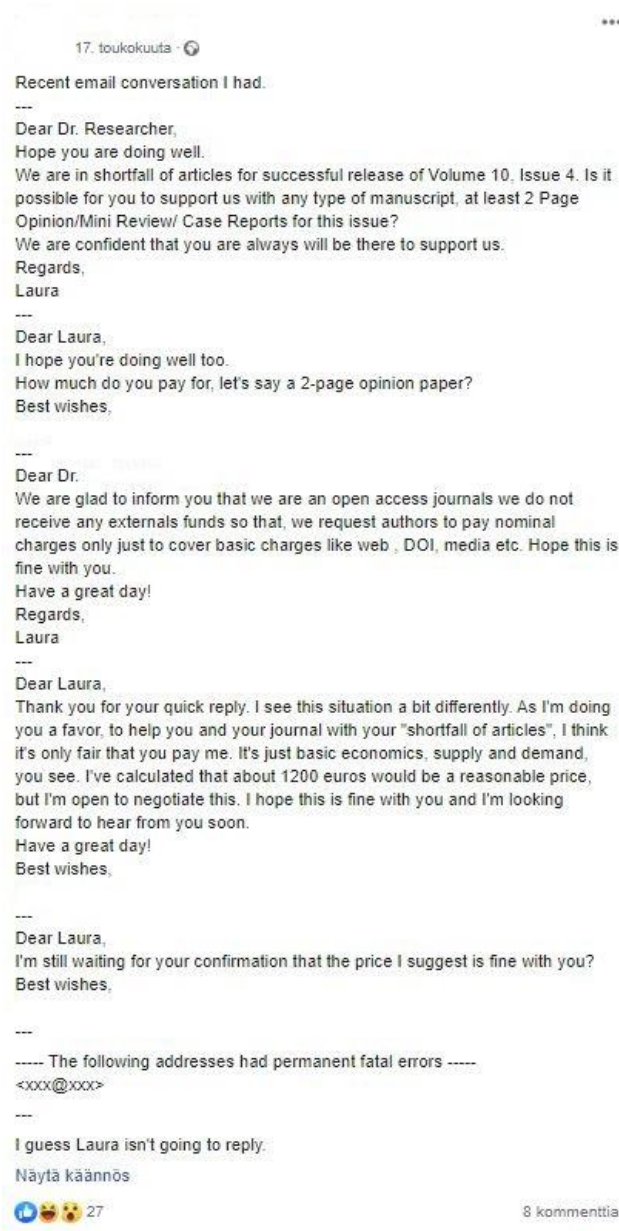 17. toukokuuta ·
Recent email conversation I had.
---
Dear Dr. Researcher,
Hope you are doing well.
We are in shortfall of articles for successful release of Volume 10, Issue 4. Is it
possible for you to support us with any type of manuscript, at least 2 Page
Opinion/Mini Review/ Case Reports for this issue?
We are confident that you are always will be there to support us.
Regards,
Laura
---
Dear Laura,
I hope you're doing well too.
How much do you pay for, let's say a 2-page opinion paper?
Best wishes,
---
Dear Dr.
We are glad to inform you that we are an open access journals we do not
receive any externals funds so that, we request authors to pay nominal
charges only just to cover basic charges like web , DOI, media etc. Hope this is
fine with you.
Have a great day!
Regards,
Laura
---
Dear Laura,
Thank you for your quick reply. I see this situation a bit differently. As I'm doing
you a favor, to help you and your journal with your "shortfall of articles", I think
it's only fair that you pay me. It's just basic economics, supply and demand,
you see. I've calculated that about 1200 euros would be a reasonable price,
but I'm open to negotiate this. I hope this is fine with you and I'm looking
forward to hear from you soon.
Have a great day!
Best wishes,
---
Dear Laura,
I'm still waiting for your confirmation that the price I suggest is fine with you?
Best wishes,
---
----- The following addresses had permanent fatal errors -----
<xxx@xxx>
---
I guess Laura isn't going to reply.
Näytä käännös
27
8 kommenttia